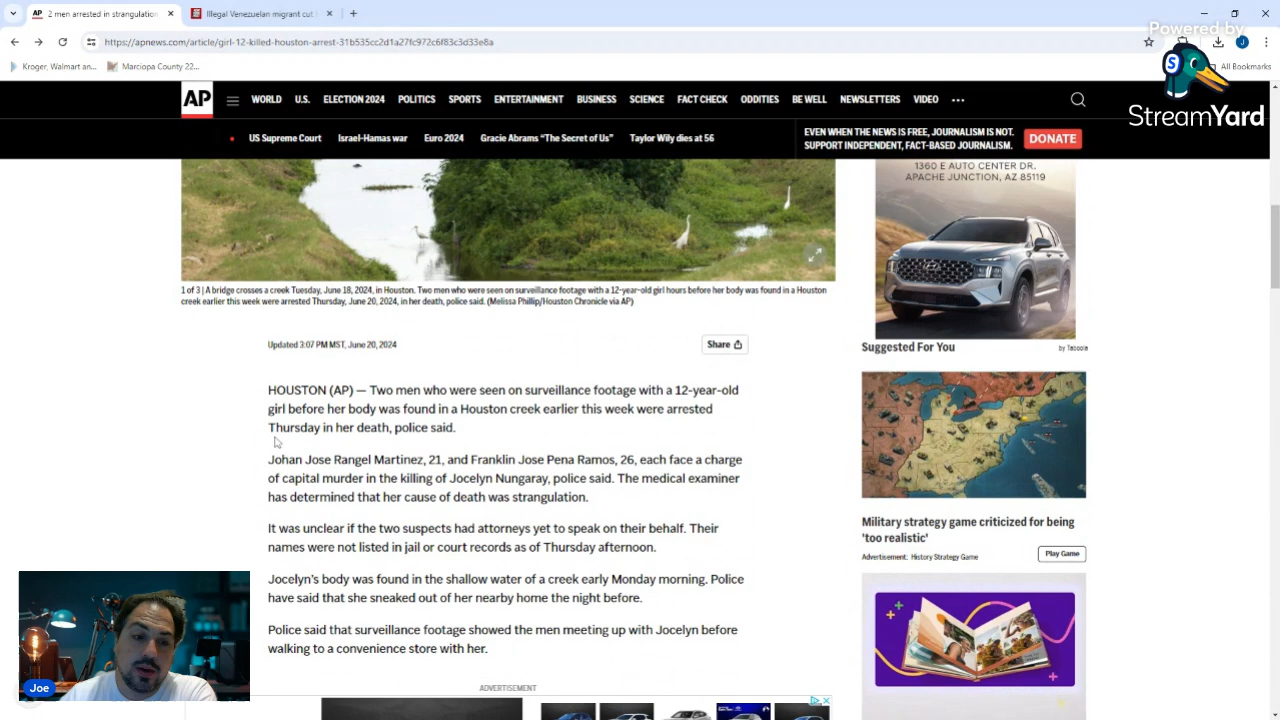 2 men arrested in strangulation
Illegal Venezuelan migrant cut
Powered by
https://apnews.com/article/girl-12-killed-houston-arrest-31b535cc2d1a27fc972c6f83c3d33e8a
J
Kroger, Walmart an...
Marciopa County 22...
All Bookmarks
S
StreamYard
AP
WORLD U.S. ELECTION 2024 POLITICS SPORTS ENTERTAINMENT BUSINESS SCIENCE FACT CHECK ODDITIES BE WELL NEWSLETTERS VIDEO
US Supreme Court Israel-Hamas war Euro 2024 Gracie Abrams “The Secret of Us” Taylor Wily dies at 56
EVEN WHEN THE NEWS IS FREE, JOURNALISM IS NOT.
SUPPORT INDEPENDENT, FACT-BASED JOURNALISM.
DONATE
1360 E AUTO CENTER DR.
APACHE JUNCTION, AZ 85119
1 of 3 | A bridge crosses a creek Tuesday, June 18, 2024, in Houston. Two men who were seen on surveillance footage with a 12-year-old girl hours before her body was found in a Houston
creek earlier this week were arrested Thursday, June 20, 2024, in her death, police said. (Melissa Phillip/Houston Chronicle via AP)
Updated 3:07 PM MST, June 20, 2024
Share
Suggested For You
by Taboola
HOUSTON (AP) — Two men who were seen on surveillance footage with a 12-year-old
girl before her body was found in a Houston creek earlier this week were arrested
Thursday in her death, police said.
Johan Jose Rangel Martinez, 21, and Franklin Jose Pena Ramos, 26, each face a charge
of capital murder in the killing of Jocelyn Nungaray, police said. The medical examiner
has determined that her cause of death was strangulation.
It was unclear if the two suspects had attorneys yet to speak on their behalf. Their
names were not listed in jail or court records as of Thursday afternoon.
Jocelyn’s body was found in the shallow water of a creek early Monday morning. Police
have said that she sneaked out of her nearby home the night before.
Police said that surveillance footage showed the men meeting up with Jocelyn before
walking to a convenience store with her.
ADVERTISEMENT
Military strategy game criticized for being
'too realistic'
Advertisement: History Strategy Game
Play Game
Joe